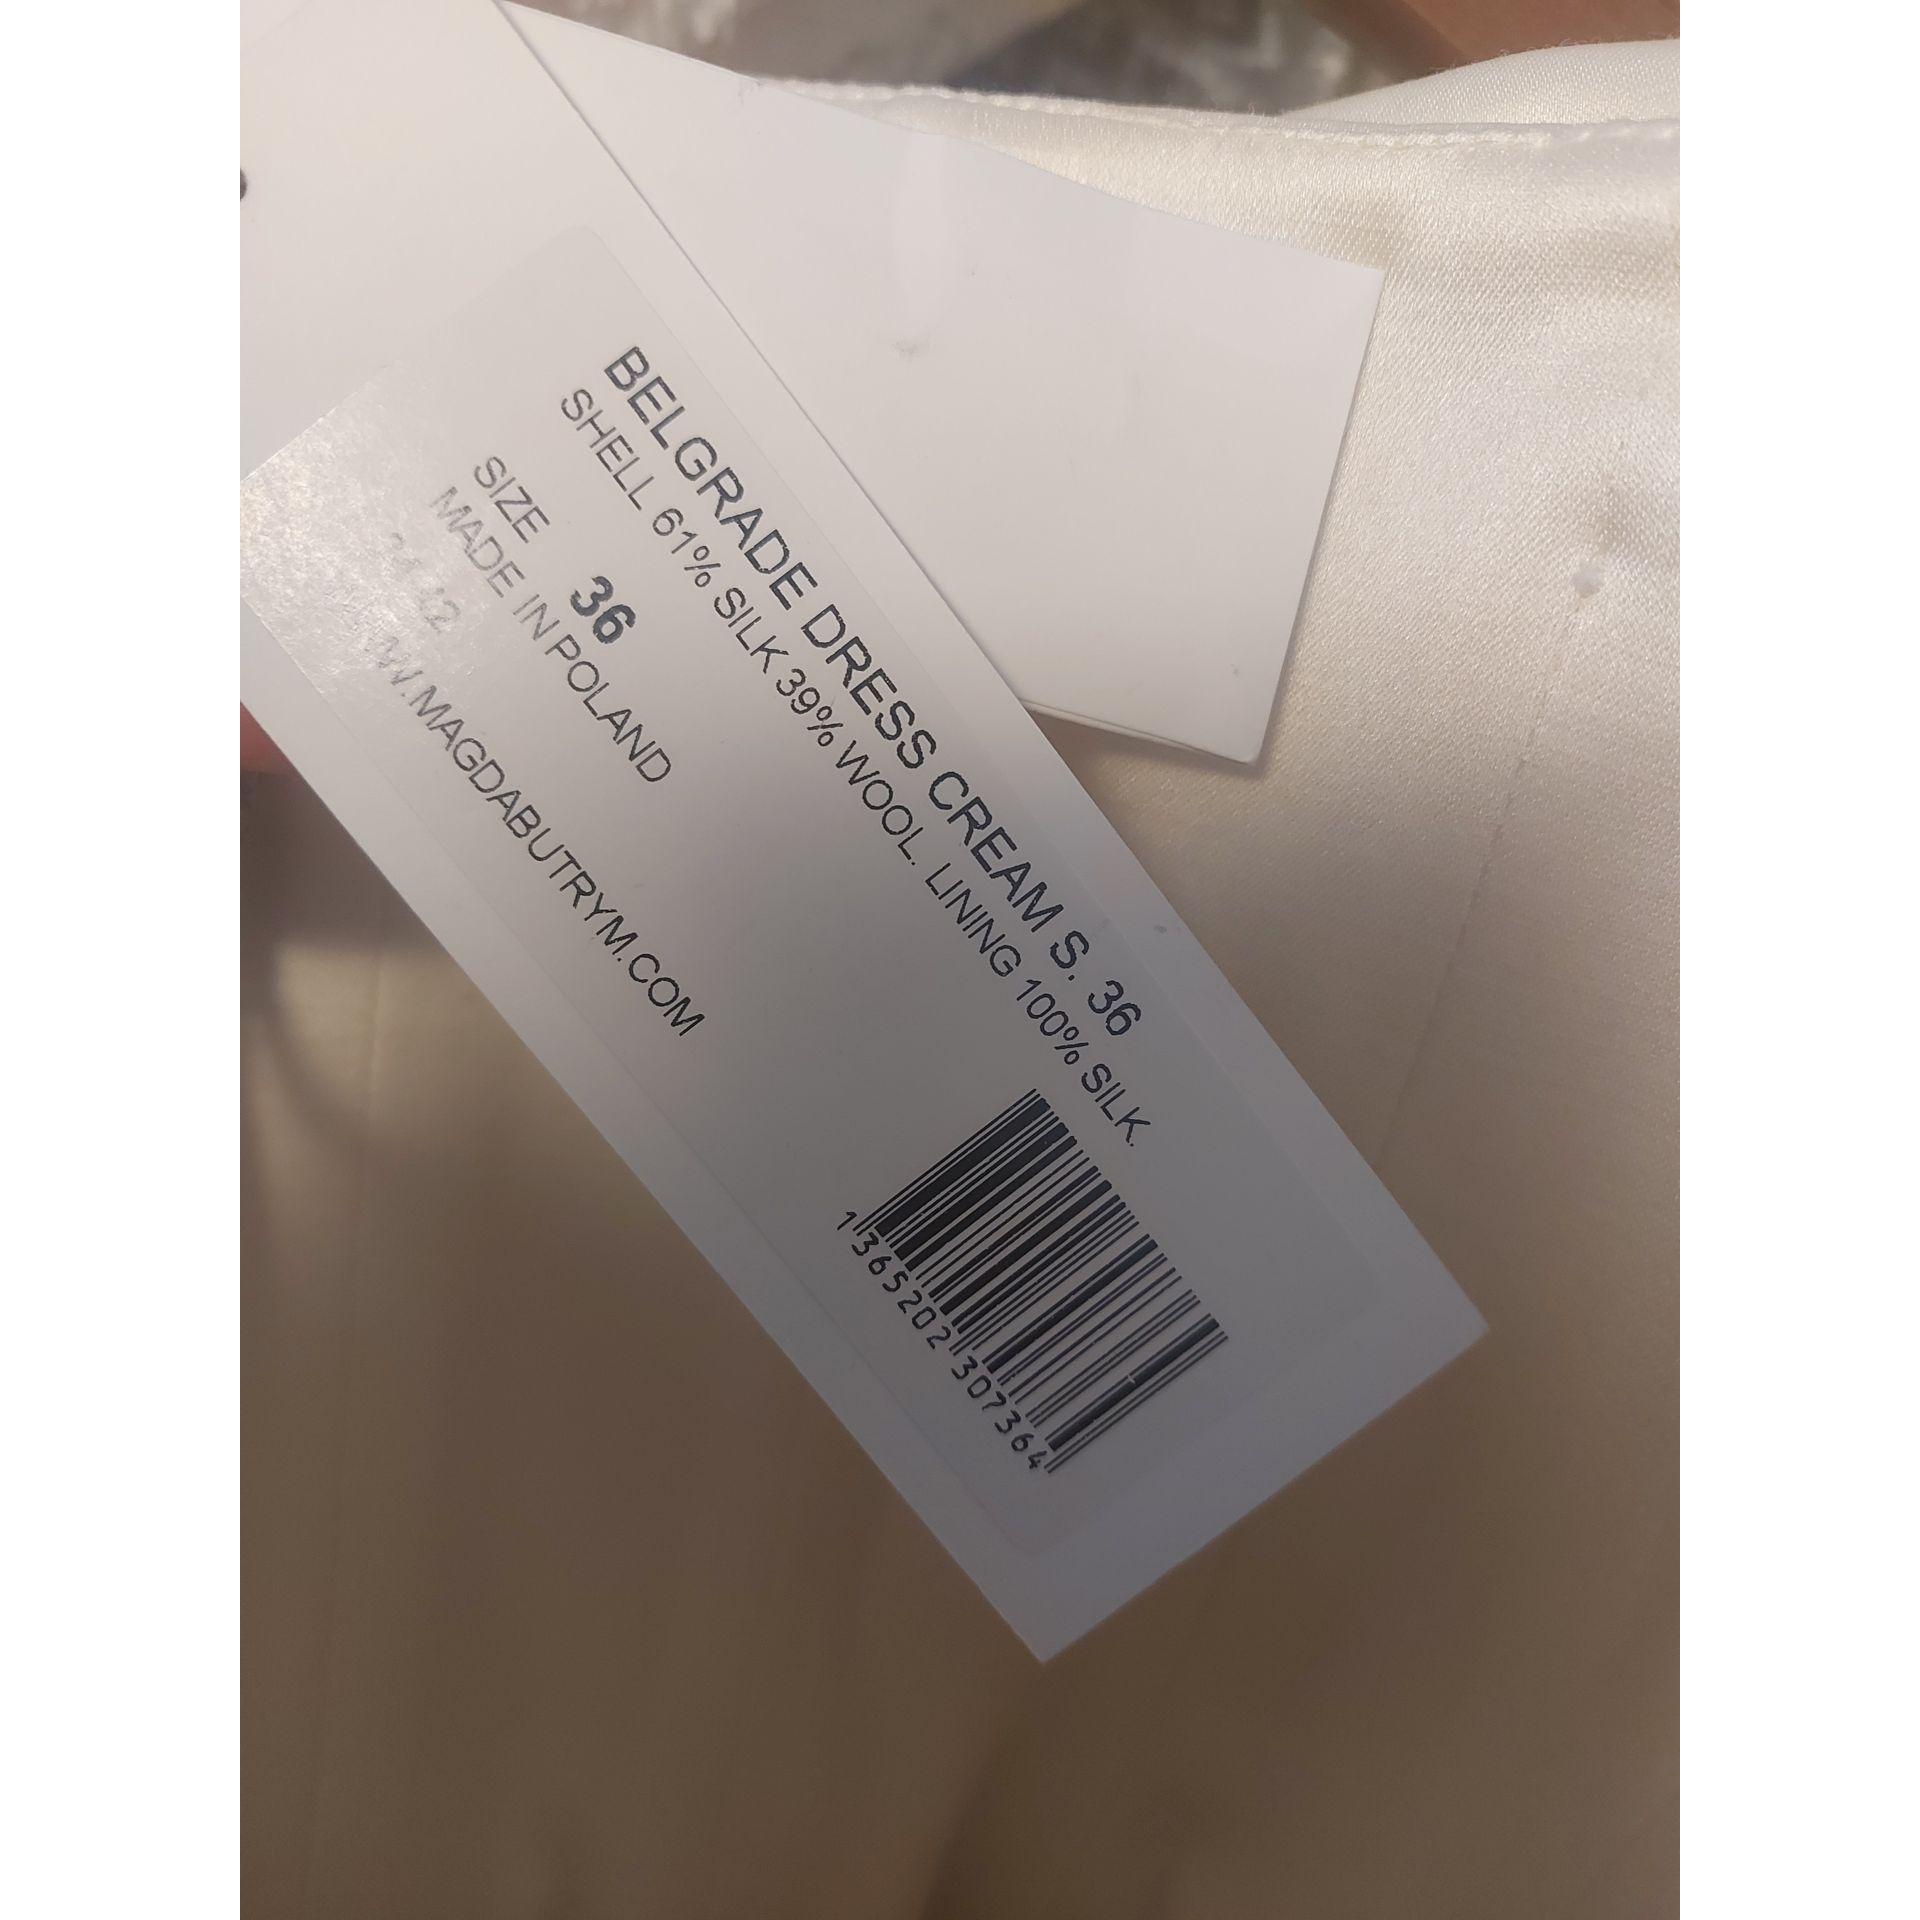 BELGRADE DRESS CREAM S. 36
SHELL 61% SILK 39% WOOL. LINING 100% SILK.
SIZE 36
MADE IN POLAND
.MAGDABUTRYM.COM
1365202307364